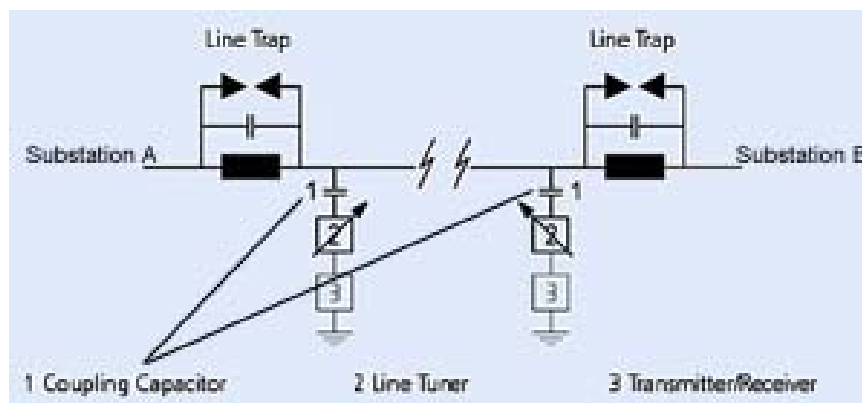 Line Trap
Line Trap
Substation A
Substation B
1
1
2
2
3
3
1 Coupling Capacitor
2 Line Tuner
3 Transmitter/Receiver